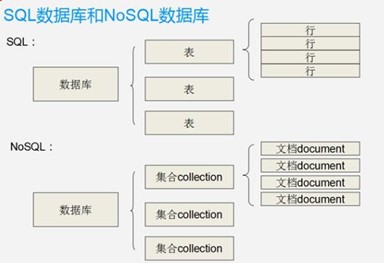 SQL数据库和NoSQL数据库
SQL：
数据库
表
表
表
行
行
行
行
NoSQL：
数据库
集合collection
集合collection
集合collection
文档document
文档document
文档document
文档document